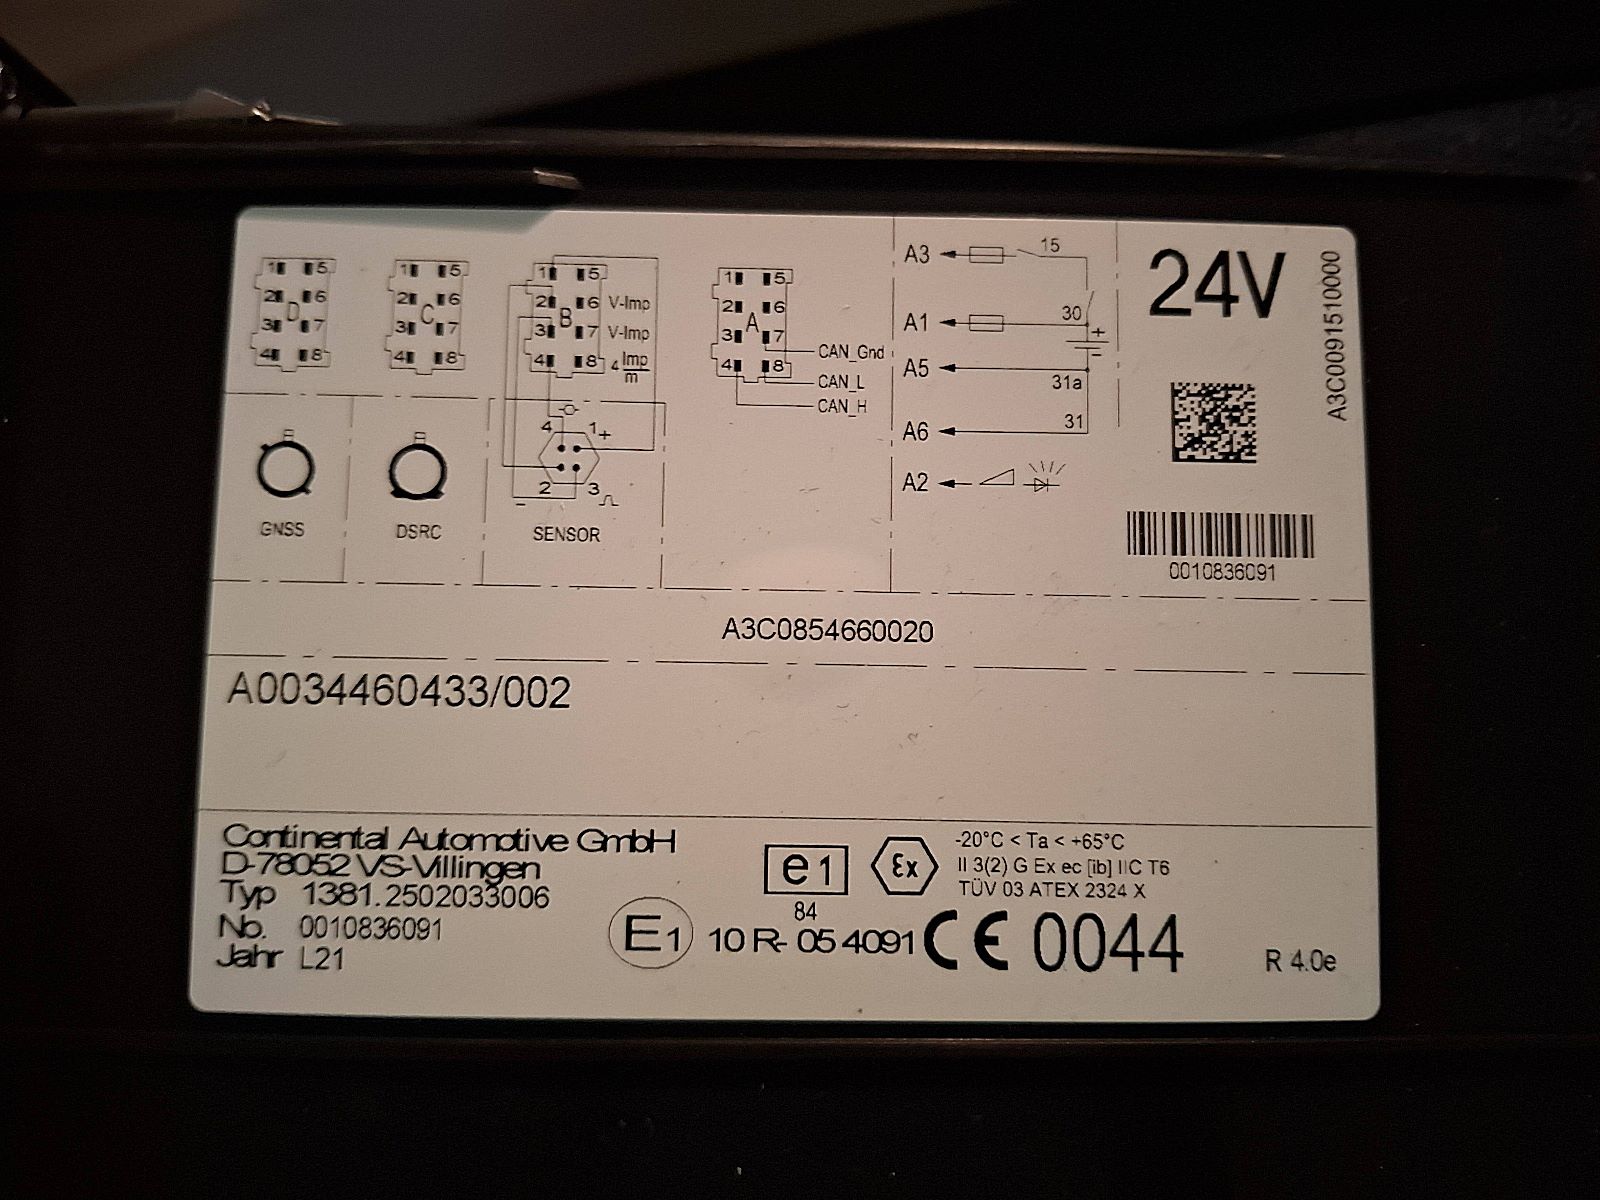 1 5
2 6
D
3 7
4 8
1 5
2 6
C
3 7
4 8
1 5
2 6 V-Imp
B
3 7 V-Imp
4 8 4 Imp/m
1 5
2 6
A
3 7
4 8
CAN_Gnd
CAN_L
CAN_H
4 1 +
2 3
-
GNSS
DSRC
SENSOR
A3 15
A1 30
+
-
A5 31a
A6 31
A2
24V
A3C0091510000
0010836091
A3C0854660020
A0034460433/002
Continental Automotive GmbH
D-78052 VS-Villingen
Typ 1381.2502033006
No. 0010836091
Jahr L21
e1
84
E1 10 R- 05 4091
Ex
-20°C < Ta < +65°C
II 3(2) G Ex ec [ib] IIC T6
TÜV 03 ATEX 2324 X
CE 0044
R 4.0e